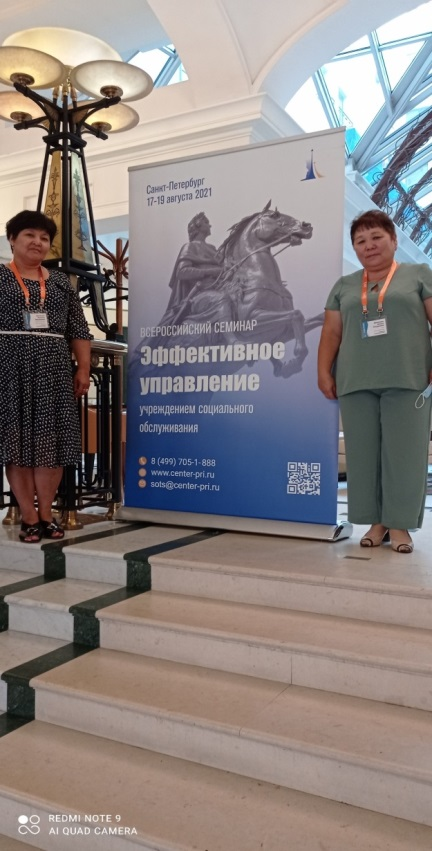 Санкт-Петербург
17-19 августа 2021
ВСЕРОССИЙСКИЙ СЕМИНАР
Эффективное
управление
учреждением социального
обслуживания
8 (499) 705-1-888
www.center-pri.ru
sots@center-pri.ru
REDMI NOTE 9
AI QUAD CAMERA